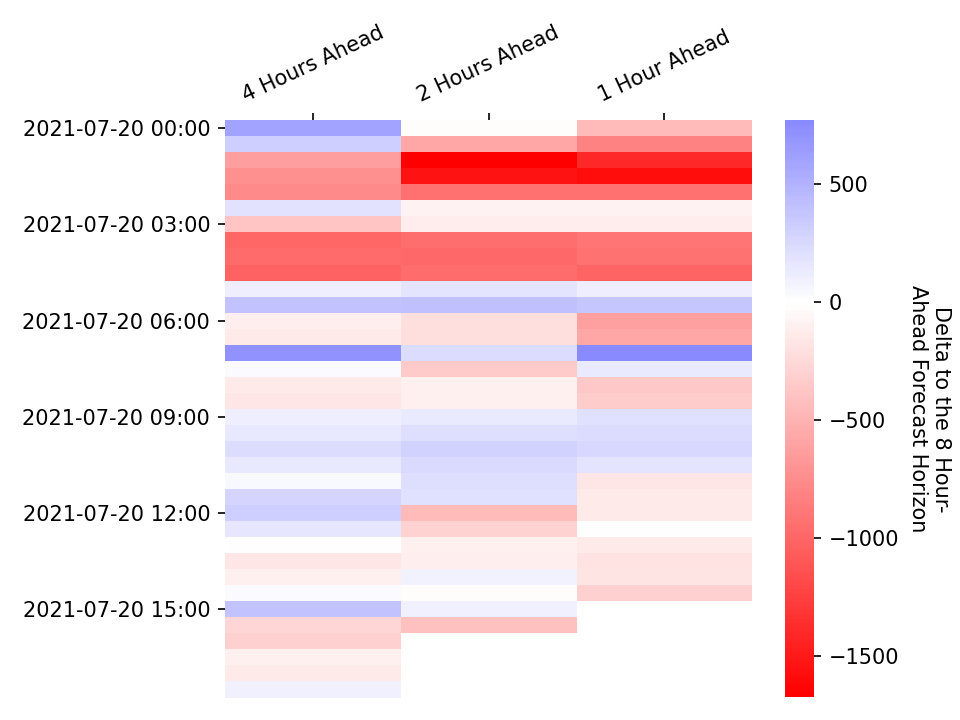 4 Hours Ahead
2 Hours Ahead
1 Hour Ahead
2021-07-20 00:00
2021-07-20 03:00
2021-07-20 06:00
2021-07-20 09:00
2021-07-20 12:00
2021-07-20 15:00
500
0
−500
−1000
−1500
Delta to the 8 Hour-
Ahead Forecast Horizon